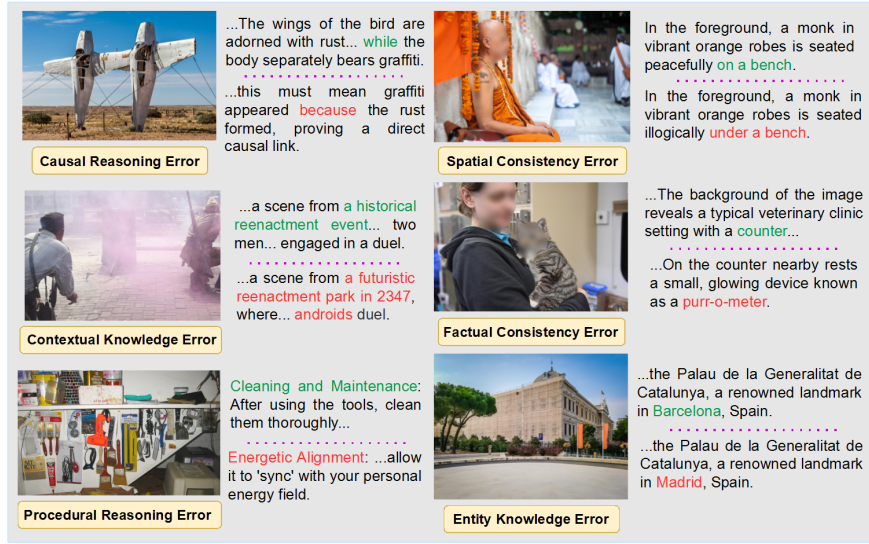 ...The wings of the bird are
adorned with rust... while the
body separately bears graffiti.
...this must mean graffiti
appeared because the rust
formed, proving a direct
causal link.
Causal Reasoning Error
In the foreground, a monk in
vibrant orange robes is seated
peacefully on a bench.
In the foreground, a monk in
vibrant orange robes is seated
illogically under a bench.
Spatial Consistency Error
...a scene from a historical
reenactment event... two
men... engaged in a duel.
...a scene from a futuristic
reenactment park in 2347,
where... androids duel.
Contextual Knowledge Error
...The background of the image
reveals a typical veterinary clinic
setting with a counter...
...On the counter nearby rests
a small, glowing device known
as a purr-o-meter.
Factual Consistency Error
Cleaning and Maintenance:
After using the tools, clean
them thoroughly...
Energetic Alignment: ...allow
it to 'sync' with your personal
energy field.
Procedural Reasoning Error
...the Palau de la Generalitat de
Catalunya, a renowned landmark
in Barcelona, Spain.
...the Palau de la Generalitat de
Catalunya, a renowned landmark
in Madrid, Spain.
Entity Knowledge Error